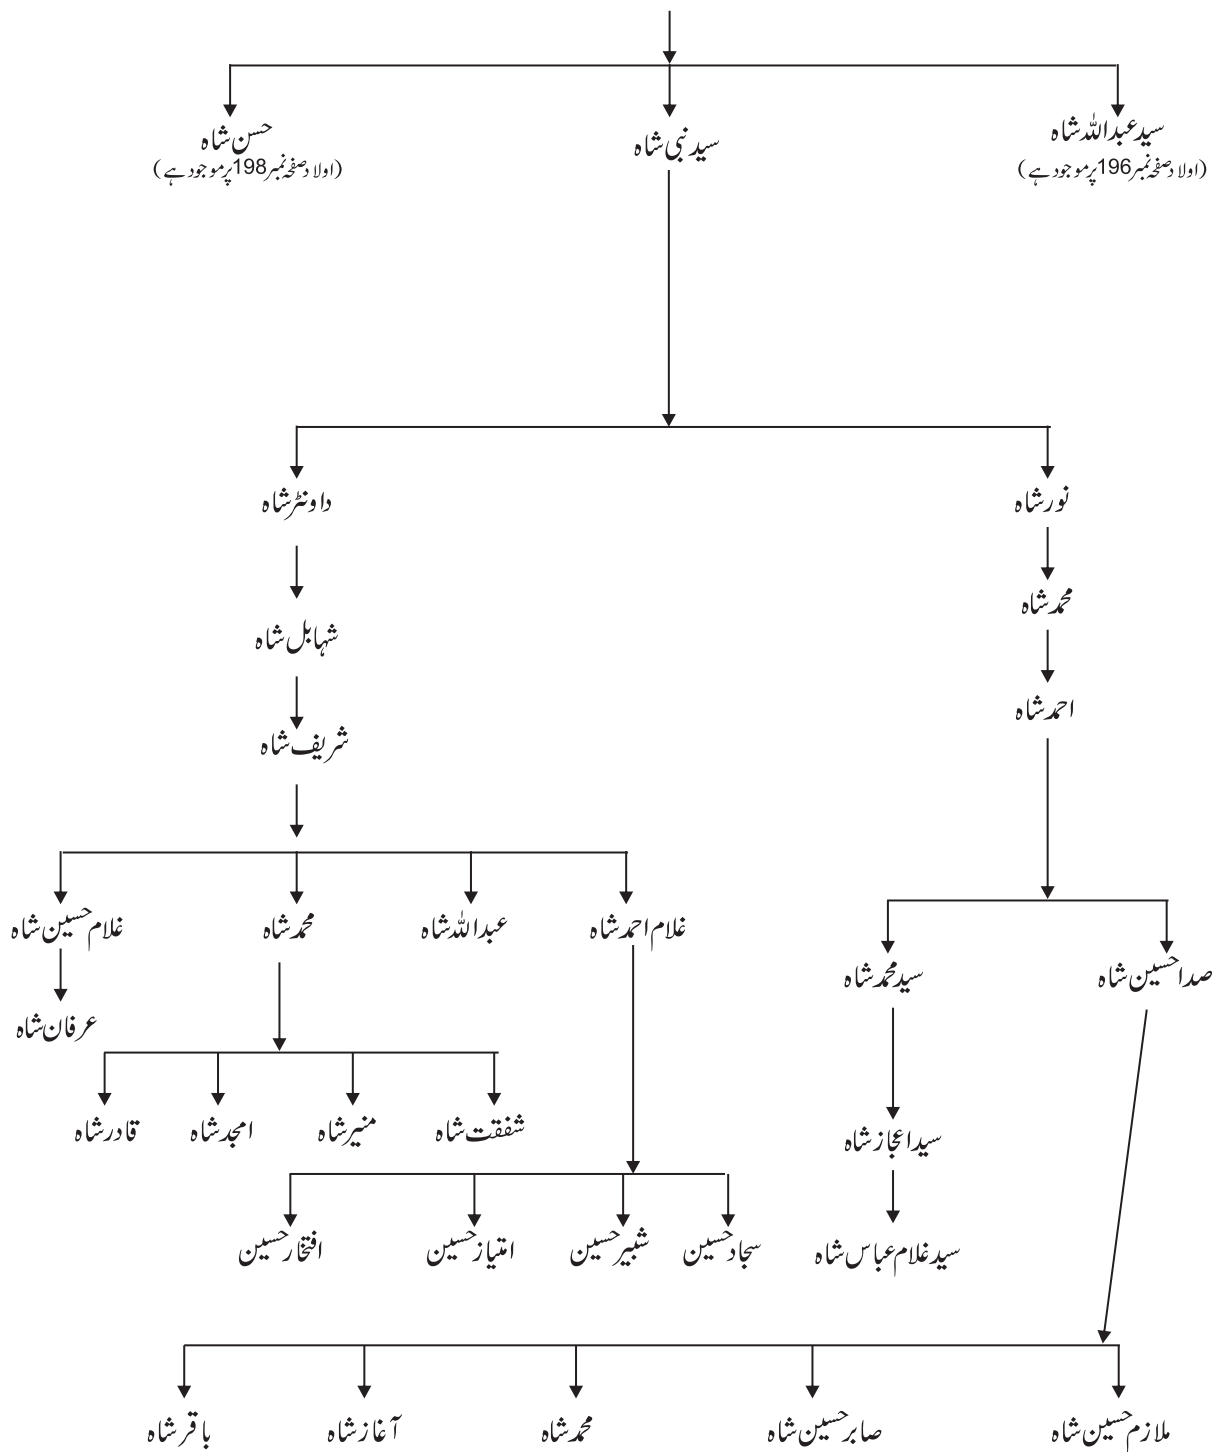 سید عبداللہ شاہ
(اولاد صفحہ نمبر 196 پر موجود ہے)
سید نبی شاہ
حسن شاہ
(اولاد صفحہ نمبر 198 پر موجود ہے)
نور شاہ
داونٹر شاہ
محمد شاہ
شہابل شاہ
احمد شاہ
شریف شاہ
غلام احمد شاہ
عبداللہ شاہ
محمد شاہ
غلام حسین شاہ
صدا حسین شاہ
سید محمد شاہ
عرفان شاہ
شفقت شاہ
منیر شاہ
امجد شاہ
قادر شاہ
سید اعجاز شاہ
سید غلام عباس شاہ
سجاد حسین
شبیر حسین
امتیاز حسین
افتخار حسین
ملازم حسین شاہ
صابر حسین شاہ
محمد شاہ
آغاز شاہ
باقر شاہ